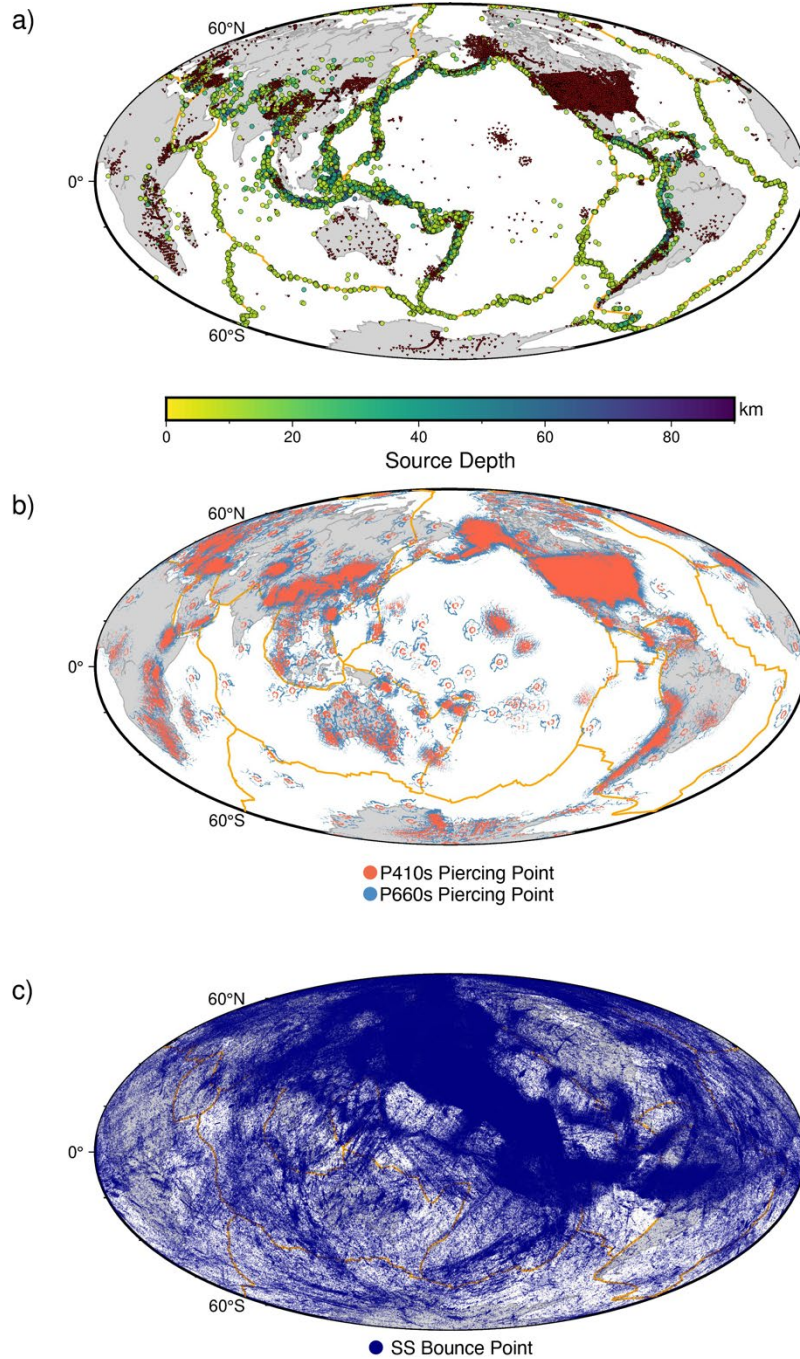 a)
60°N
0°
60°S
km
0 20 40 60 80
Source Depth
b)
60°N
0°
60°S
P410s Piercing Point
P660s Piercing Point
c)
60°N
0°
60°S
SS Bounce Point